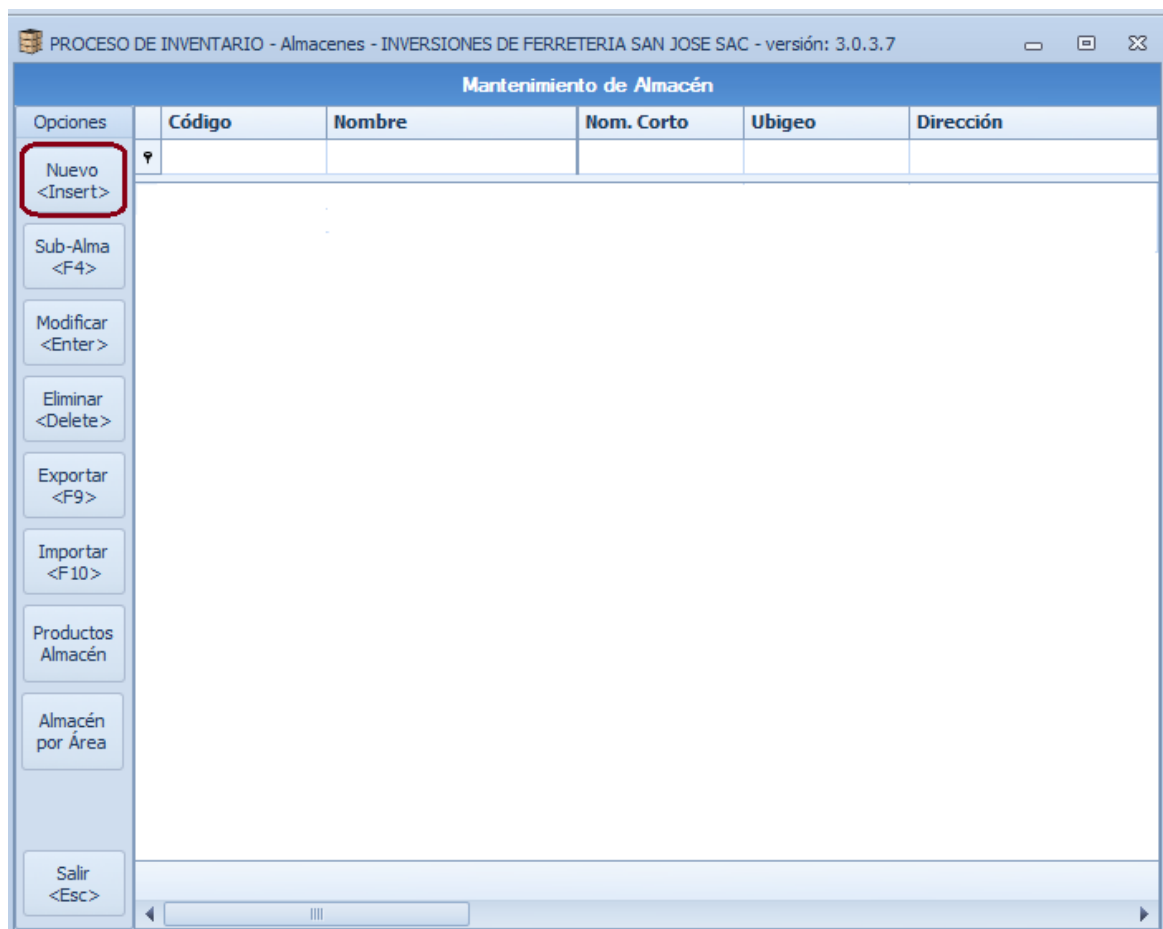 PROCESO DE INVENTARIO - Almacenes - INVERSIONES DE FERRETERIA SAN JOSE SAC - versión: 3.0.3.7
Mantenimiento de Almacén
Opciones
Código Nombre Nom. Corto Ubigeo Dirección
Nuevo
<Insert>
Sub-Alma
<F4>
Modificar
<Enter>
Eliminar
<Delete>
Exportar
<F9>
Importar
<F10>
Productos
Almacén
Almacén
por Área
Salir
<Esc>